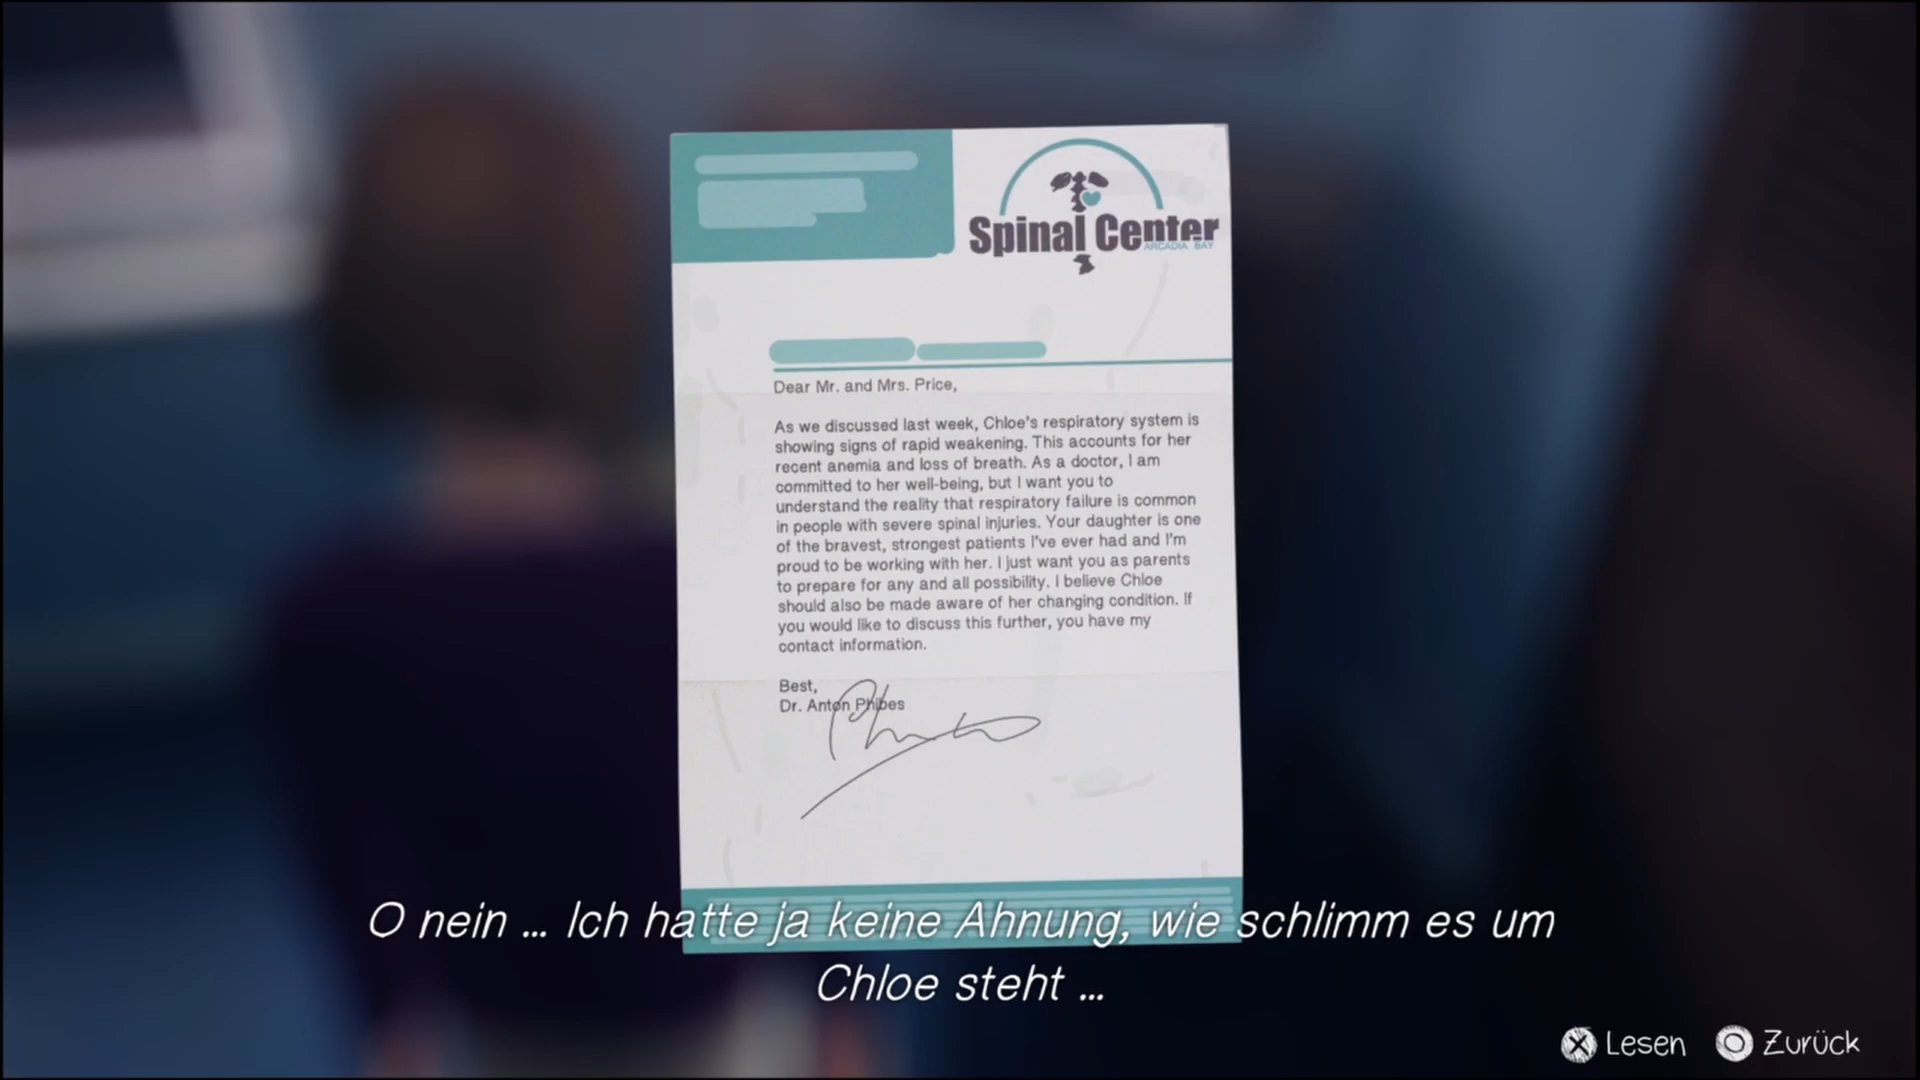 Spinal Center
ARCADIA BAY
Dear Mr. and Mrs. Price,
As we discussed last week, Chloe's respiratory system is
showing signs of rapid weakening. This accounts for her
recent anemia and loss of breath. As a doctor, I am
committed to her well-being, but I want you to
understand the reality that respiratory failure is common
in people with severe spinal injuries. Your daughter is one
of the bravest, strongest patients I've ever had and I'm
proud to be working with her. I just want you as parents
to prepare for any and all possibility. I believe Chloe
should also be made aware of her changing condition. If
you would like to discuss this further, you have my
contact information.
Best,
Dr. Anton Phibes
O nein ... Ich hatte ja keine Ahnung, wie schlimm es um
Chloe steht ...
Lesen Zurück